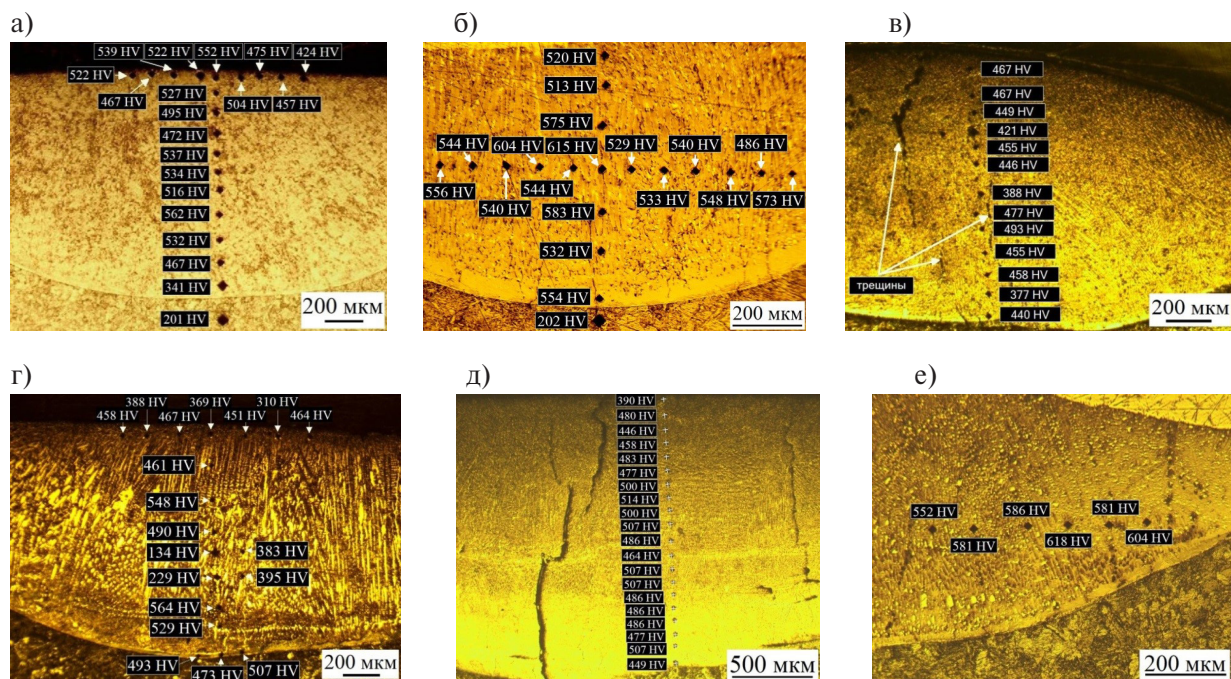 а)
539 HV 522 HV 552 HV 475 HV 424 HV
522 HV
467 HV 504 HV 457 HV
527 HV
495 HV
472 HV
537 HV
534 HV
516 HV
562 HV
532 HV
467 HV
341 HV
201 HV
200 мкм
б)
520 HV
513 HV
575 HV
544 HV 604 HV 615 HV 529 HV 540 HV 486 HV
556 HV 544 HV 533 HV 548 HV 573 HV
540 HV
583 HV
532 HV
554 HV
202 HV
200 мкм
в)
467 HV
467 HV
449 HV
421 HV
455 HV
446 HV
388 HV
477 HV
493 HV
455 HV
458 HV
377 HV
440 HV
трещины
200 мкм
г)
388 HV 369 HV 310 HV
458 HV 467 HV 451 HV 464 HV
461 HV
548 HV
490 HV
134 HV 383 HV
229 HV 395 HV
564 HV
529 HV
493 HV 507 HV
473 HV
200 мкм
д)
390 HV
480 HV
446 HV
458 HV
483 HV
477 HV
500 HV
514 HV
500 HV
507 HV
486 HV
464 HV
507 HV
507 HV
486 HV
486 HV
486 HV
477 HV
507 HV
449 HV
500 мкм
е)
552 HV 586 HV 581 HV
581 HV 618 HV 604 HV
200 мкм